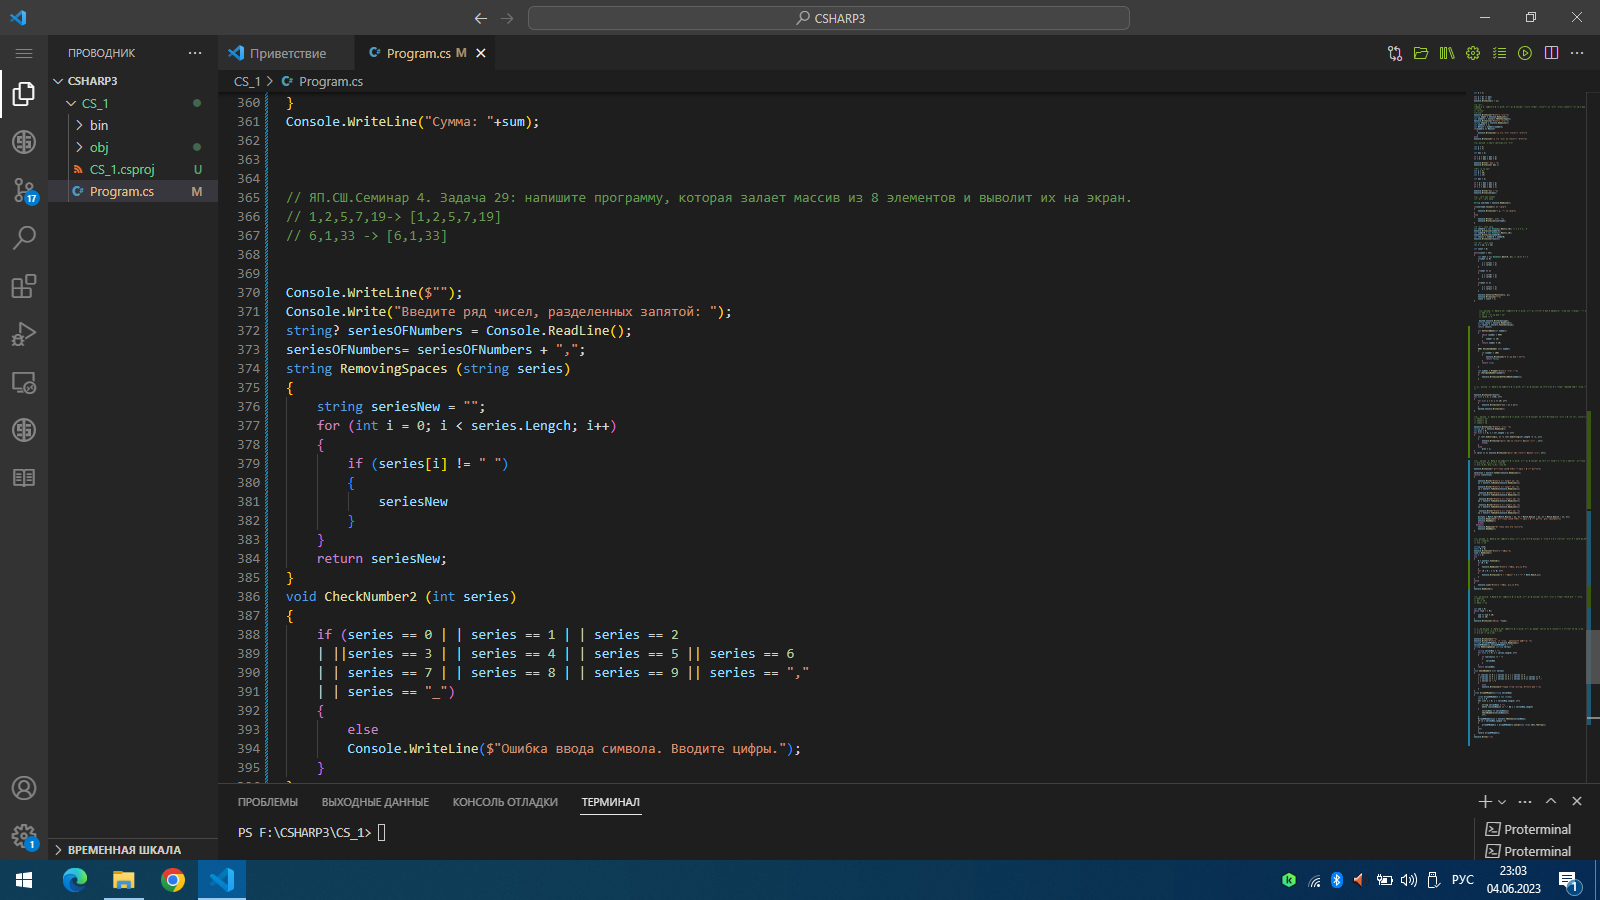 CSHARP3
ПРОВОДНИК
Приветствие
Program.cs M
CSHARP3
CS_1 > Program.cs
CS_1
bin
obj
CS_1.csproj U
Program.cs M
360 }
361 Console.WriteLine("Сумма: "+sum);
362
363
364
365 // ЯП.СШ.Семинар 4. Задача 29: напишите программу, которая залает массив из 8 элементов и выволит их на экран.
366 // 1,2,5,7,19-> [1,2,5,7,19]
367 // 6,1,33 -> [6,1,33]
368
369
370 Console.WriteLine($"");
371 Console.Write("Введите ряд чисел, разделенных запятой: ");
372 string? seriesOFNumbers = Console.ReadLine();
373 seriesOFNumbers= seriesOFNumbers + ",";
374 string RemovingSpaces (string series)
375 {
376 string seriesNew = "";
377 for (int i = 0; i < series.Lengch; i++)
378 {
379 if (series[i] != " ")
380 {
381 seriesNew
382 }
383 }
384 return seriesNew;
385 }
386 void CheckNumber2 (int series)
387 {
388 if (series == 0 | | series == 1 | | series == 2
389 | ||series == 3 | | series == 4 | | series == 5 || series == 6
390 | | series == 7 | | series == 8 | | series == 9 || series == ","
391 | | series == "_")
392 {
393 else
394 Console.WriteLine($"Ошибка ввода символа. Вводите цифры.");
395 }
17
1
ВРЕМЕННАЯ ШКАЛА
ПРОБЛЕМЫ ВЫХОДНЫЕ ДАННЫЕ КОНСОЛЬ ОТЛАДКИ ТЕРМИНАЛ
PS F:\CSHARP3\CS_1>
Proterminal
Proterminal
РУС
23:03
04.06.2023
1